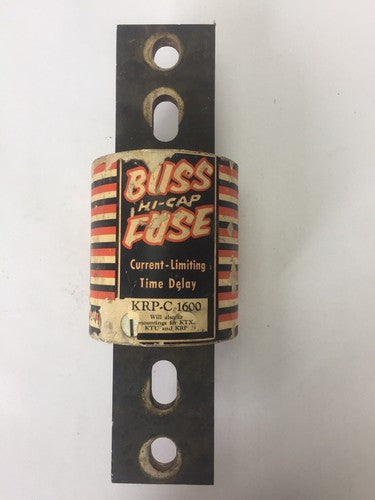 BUSS
HI-CAP
FUSE
Current-Limiting
Time Delay
KRP-C 1600
Will also fit
mountings for KTX,
KTU and KRP